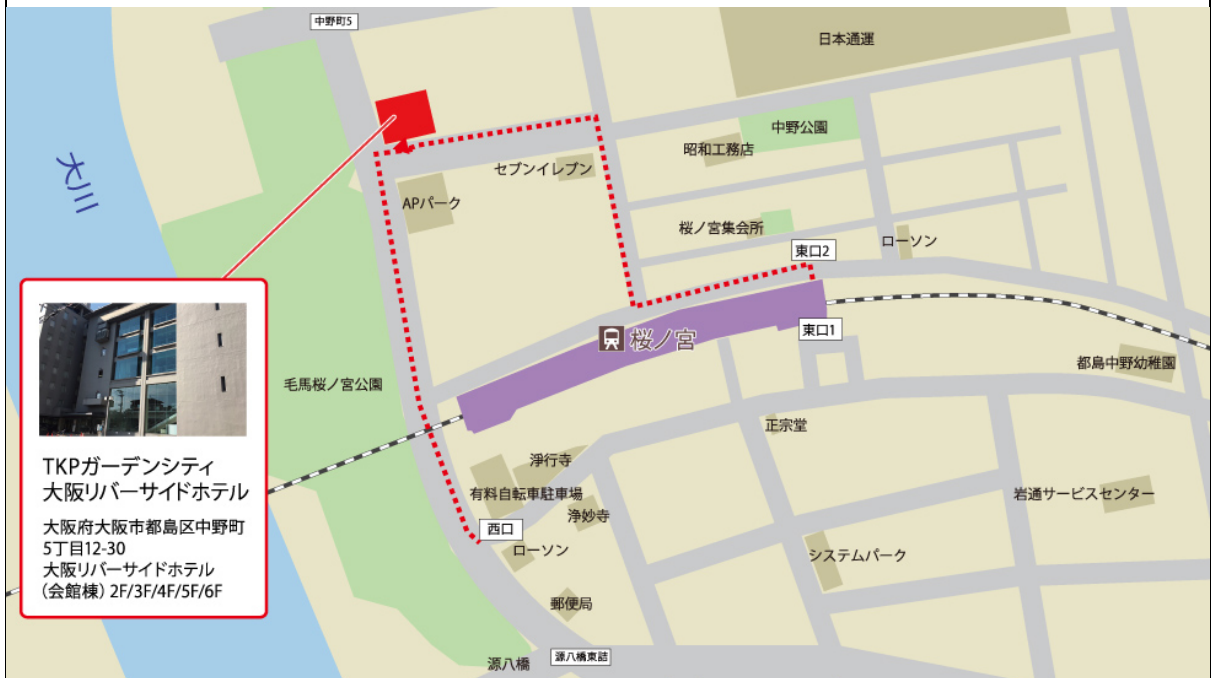 中野町5
日本通運
中野公園
昭和工務店
セブンイレブン
APパーク
大川
桜ノ宮集会所
東口2
ローソン
桜ノ宮
東口1
都島中野幼稚園
毛馬桜ノ宮公園
正宗堂
淨行寺
有料自転車駐車場
浄妙寺
岩通サービスセンター
西口
ローソン
システムパーク
郵便局
源八橋
源八橋東詰
TKPガーデンシティ
大阪リバーサイドホテル
大阪府大阪市都島区中野町
5丁目12-30
大阪リバーサイドホテル
(会館棟) 2F/3F/4F/5F/6F